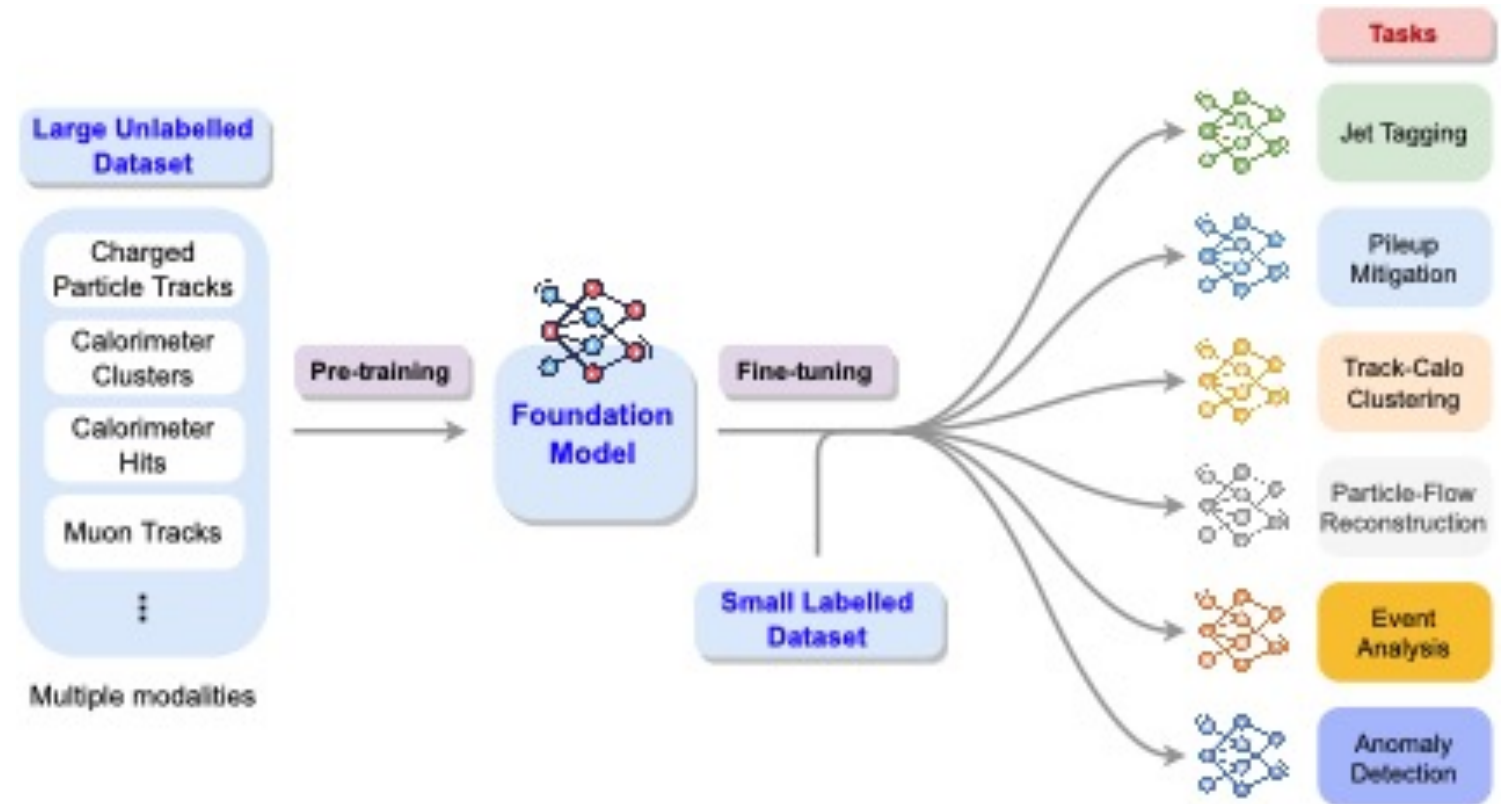 Large Unlabelled
Dataset
Charged
Particle Tracks
Calorimeter
Clusters
Calorimeter
Hits
Muon Tracks
Multiple modalities
Pre-training
Foundation
Model
Fine-tuning
Small Labelled
Dataset
Tasks
Jet Tagging
Pileup
Mitigation
Track-Calo
Clustering
Particle-Flow
Reconstruction
Event
Analysis
Anomaly
Detection